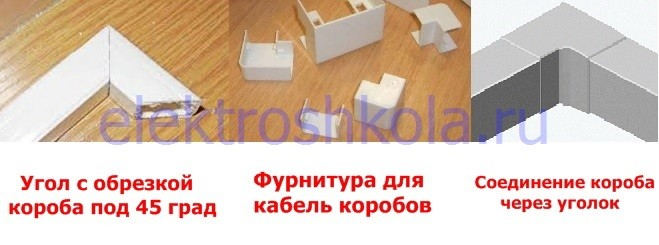 elektroshkola.ru
Угол с обрезкой
короба под 45 град
Фурнитура для
кабель коробов
Соединение короба
через уголок